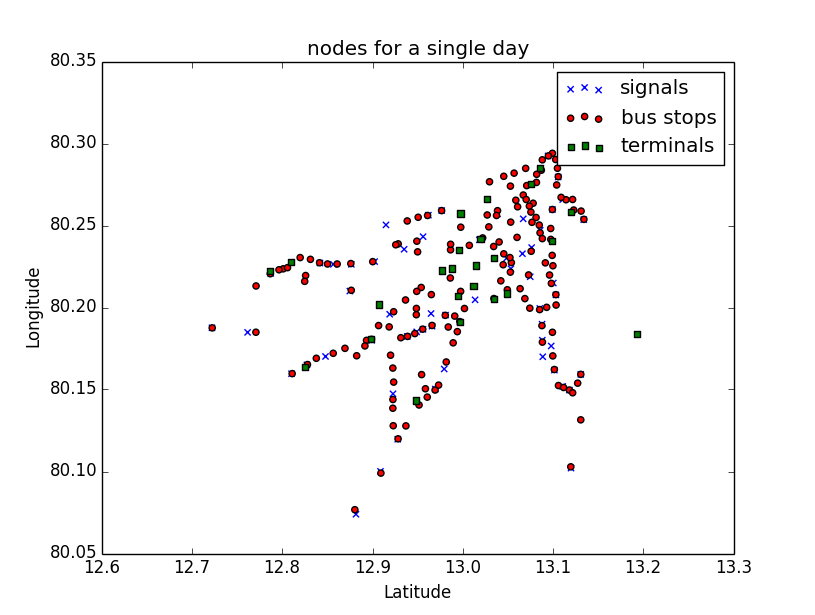 nodes for a single day
80.35
80.30
80.25
80.20
80.15
80.10
80.05
Longitude
signals
bus stops
terminals
12.6 12.7 12.8 12.9 13.0 13.1 13.2 13.3
Latitude